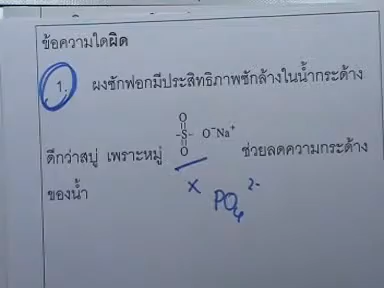 ข้อความใดผิด
1. ผงซักฟอกมีประสิทธิภาพซักล้างในน้ำกระด้าง
O
-S- O⁻Na⁺
O
ดีกว่าสบู่ เพราะหมู่ ช่วยลดความกระด้าง
ของน้ำ
× PO₄²⁻